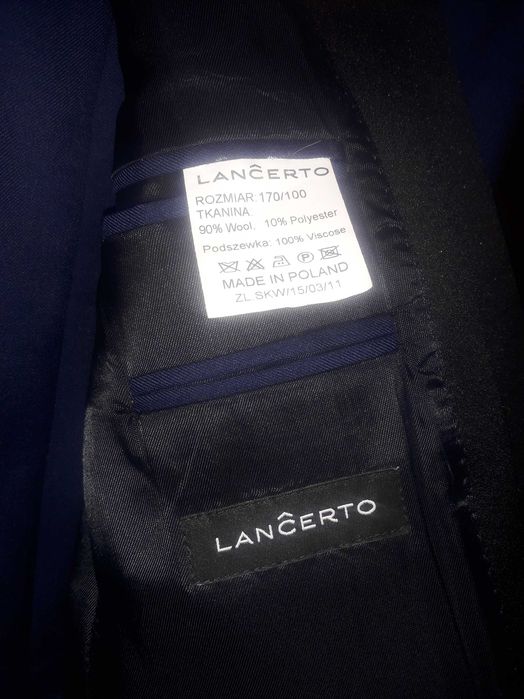 LANĈERTO
ROZMIAR:170/100
TKANINA
90% Wool. 10% Polyester
Podszewka: 100% Viscose
P
MADE IN POLAND
ZL.SKW/15/03/11
LANĈERTO